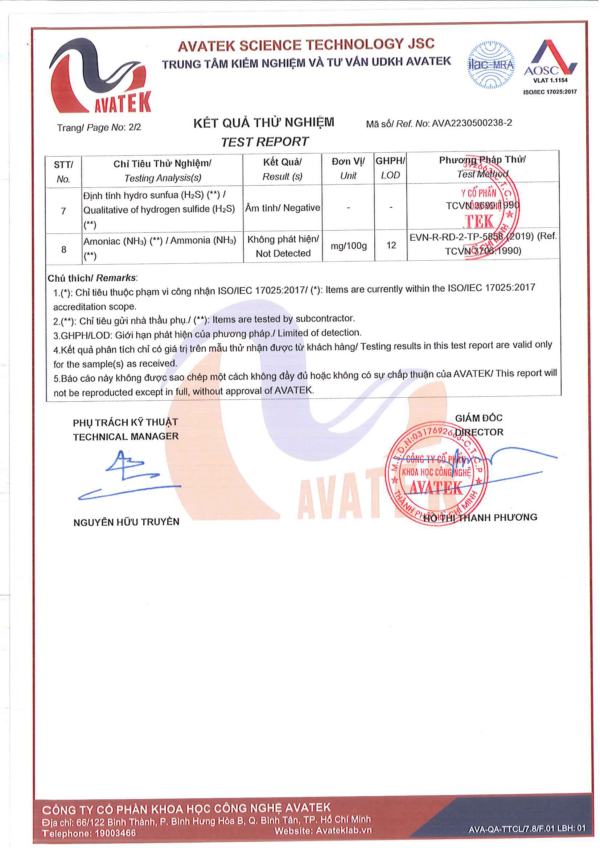 AVATEK SCIENCE TECHNOLOGY JSC
TRUNG TÂM KIỂM NGHIỆM VÀ TƯ VẤN UDKH AVATEK
AVATEK
ilac-MRA
AOSC
VLAT 1.1154
ISO/IEC 17025:2017
Trang/ Page No: 2/2
KẾT QUẢ THỬ NGHIỆM
TEST REPORT
Mã số/ Ref. No: AVA2230500238-2
STT/ No.
Chỉ Tiêu Thử Nghiệm/ Testing Analysis(s)
Kết Quả/ Result (s)
Đơn Vị/ Unit
GHPH/ LOD
Phương Pháp Thử/ Test Method
7
Định tính hydro sunfua (H₂S) (**) /
Qualitative of hydrogen sulfide (H₂S)
(**)
Âm tính/ Negative
-
-
TCVN 3699:1990
8
Amoniac (NH₃) (**) / Ammonia (NH₃)
(**)
Không phát hiện/
Not Detected
mg/100g
12
EVN-R-RD-2-TP-5858 (2019) (Ref.
TCVN 3706:1990)
Y CỔ PHẦN
TEK
Chú thích/ Remarks:
1.(*): Chỉ tiêu thuộc phạm vi công nhận ISO/IEC 17025:2017/ (*): Items are currently within the ISO/IEC 17025:2017
accreditation scope.
2.(**): Chỉ tiêu gửi nhà thầu phụ./ (**): Items are tested by subcontractor.
3.GHPH/LOD: Giới hạn phát hiện của phương pháp./ Limited of detection.
4.Kết quả phân tích chỉ có giá trị trên mẫu thử nhận được từ khách hàng/ Testing results in this test report are valid only
for the sample(s) as received.
5.Báo cáo này không được sao chép một cách không đầy đủ hoặc không có sự chấp thuận của AVATEK/ This report will
not be reproduced except in full, without approval of AVATEK.
PHỤ TRÁCH KỸ THUẬT
TECHNICAL MANAGER
GIÁM ĐỐC
DIRECTOR
M.S.D.N:0317692663-C.T.C.P
CÔNG TY CỔ PHẦN
KHOA HỌC CÔNG NGHỆ
AVATEK
THÀNH PHỐ HỒ CHÍ MINH
AVATEK
NGUYỄN HỮU TRUYỀN
HỒ THỊ THANH PHƯƠNG
CÔNG TY CỔ PHẦN KHOA HỌC CÔNG NGHỆ AVATEK
Địa chỉ: 66/122 Bình Thành, P. Bình Hưng Hòa B, Q. Bình Tân, TP. Hồ Chí Minh
Telephone: 19003466
Website: Avateklab.vn
AVA-QA-TTCL/7.8/F.01 LBH: 01